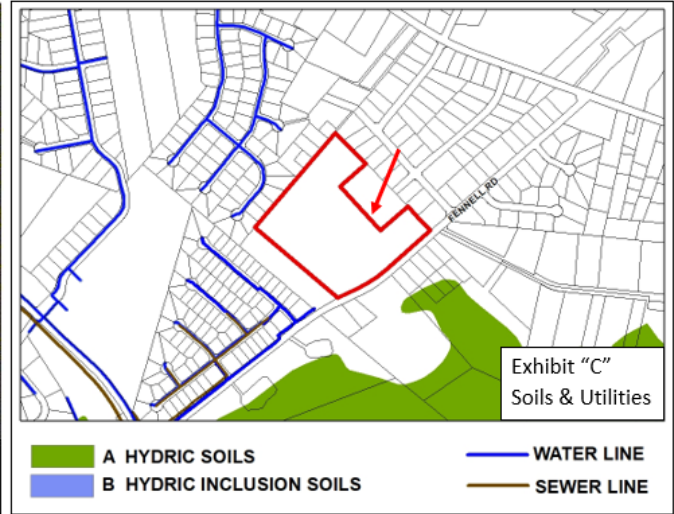 FENNELL RD
Exhibit “C”
Soils & Utilities
A HYDRIC SOILS
B HYDRIC INCLUSION SOILS
WATER LINE
SEWER LINE